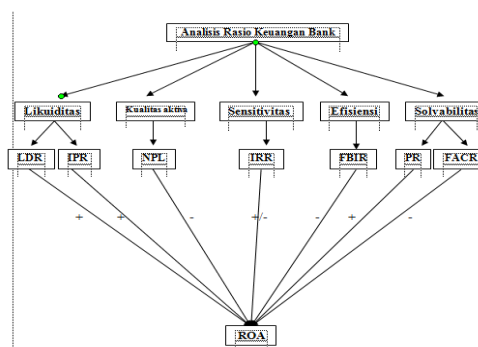 Analisis Rasio Keuangan Bank
Likuiditas Kualitas aktiva Sensitivitas Efisiensi Solvabilitas
LDR IPR NPL IRR FBIR PR FACR
+ + - +/- - + -
ROA